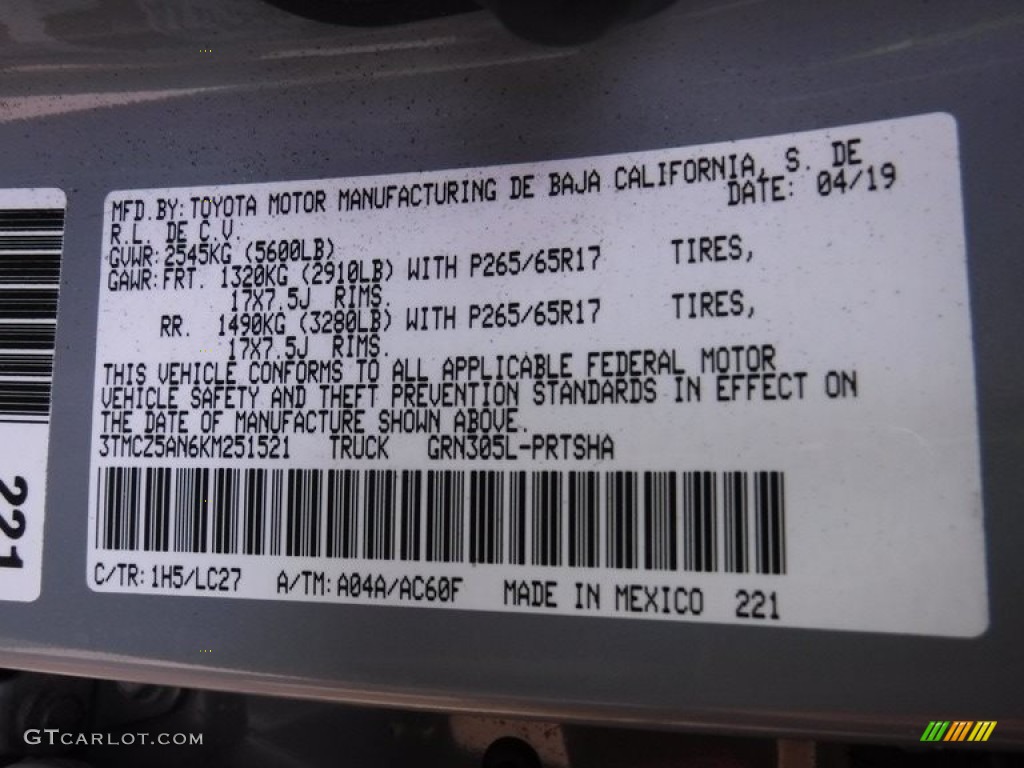 MFD.BY: TOYOTA MOTOR MANUFACTURING DE BAJA CALIFORNIA, S. DE
R.L. DE C.V. DATE: 04/19
GVWR: 2545KG (5600LB)
GAWR: FRT. 1320KG (2910LB) WITH P265/65R17 TIRES,
17X7.5J RIMS.
RR. 1490KG (3280LB) WITH P265/65R17 TIRES,
17X7.5J RIMS.
THIS VEHICLE CONFORMS TO ALL APPLICABLE FEDERAL MOTOR
VEHICLE SAFETY AND THEFT PREVENTION STANDARDS IN EFFECT ON
THE DATE OF MANUFACTURE SHOWN ABOVE.
3TMCZ5AN6KM251521 TRUCK GRN305L-PRTSHA
C/TR: 1H5/LC27 A/TM: A04A/AC60F MADE IN MEXICO 221
221
GTCARLOT.COM